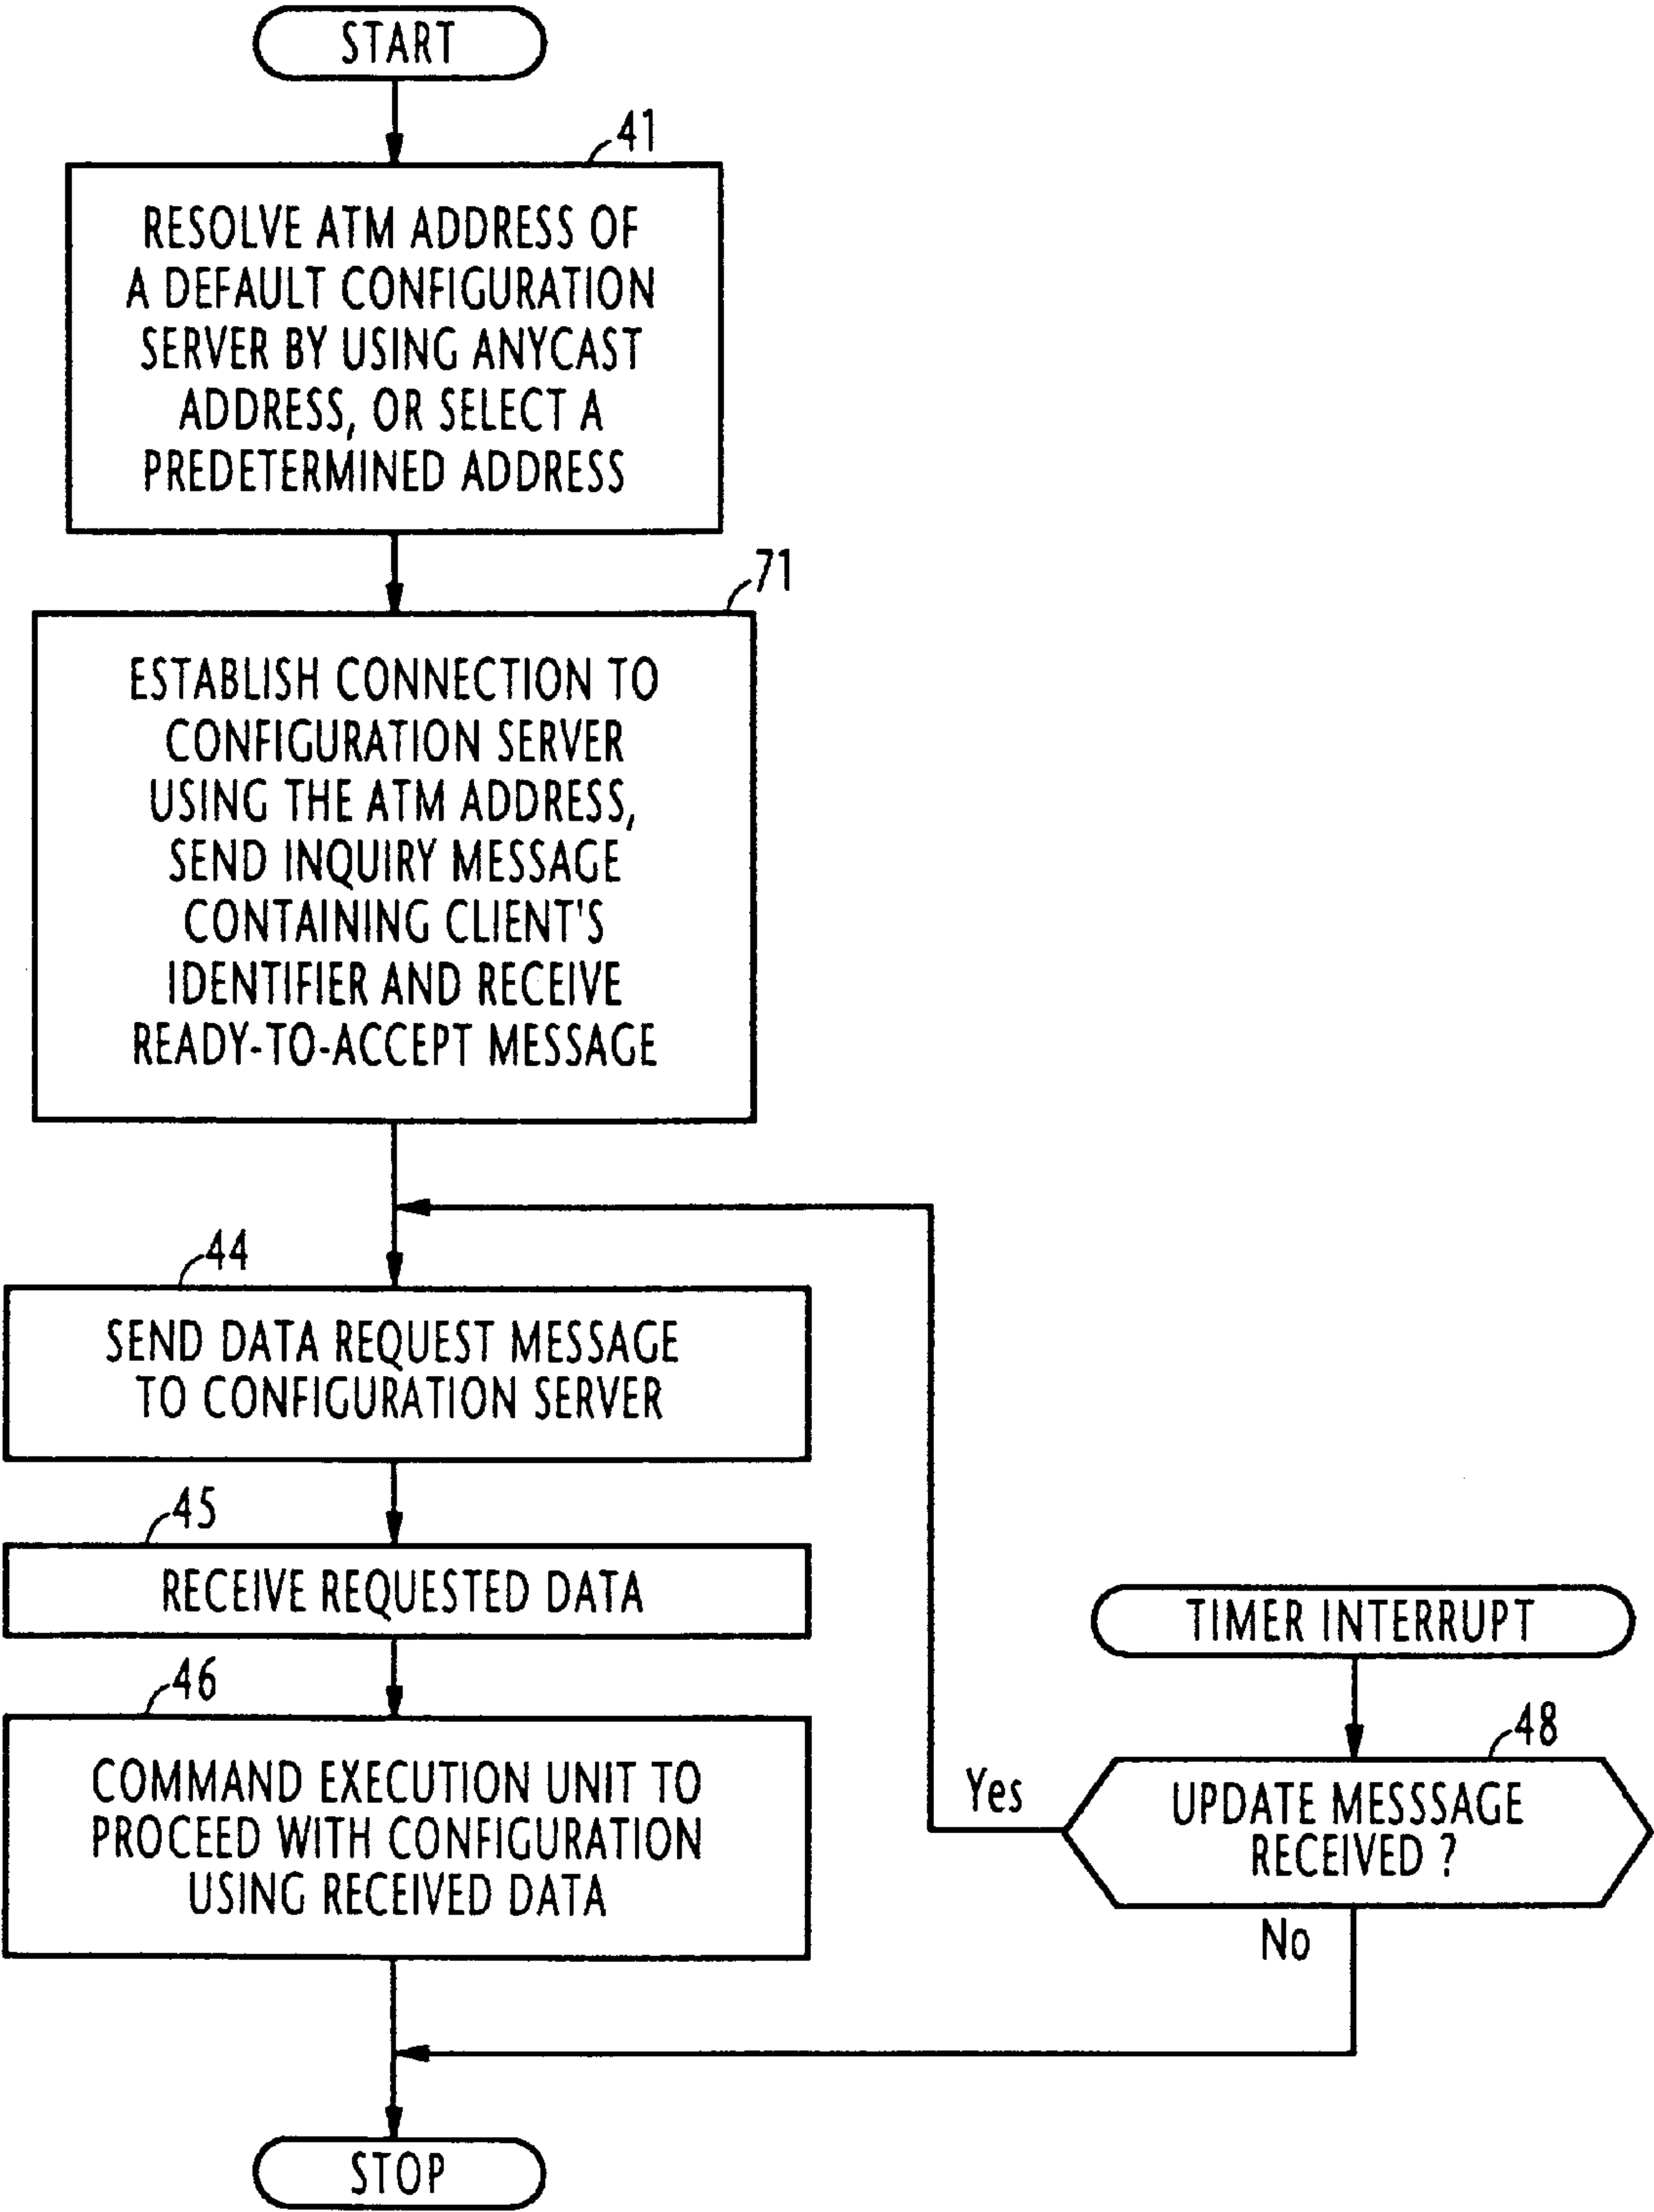 START
41
RESOLVE ATM ADDRESS OF
A DEFAULT CONFIGURATION
SERVER BY USING ANYCAST
ADDRESS, OR SELECT A
PREDETERMINED ADDRESS
71
ESTABLISH CONNECTION TO
CONFIGURATION SERVER
USING THE ATM ADDRESS,
SEND INQUIRY MESSAGE
CONTAINING CLIENT'S
IDENTIFIER AND RECEIVE
READY-TO-ACCEPT MESSAGE
44
SEND DATA REQUEST MESSAGE
TO CONFIGURATION SERVER
45
RECEIVE REQUESTED DATA
46
COMMAND EXECUTION UNIT TO
PROCEED WITH CONFIGURATION
USING RECEIVED DATA
TIMER INTERRUPT
48
UPDATE MESSSAGE
RECEIVED ?
Yes
No
STOP